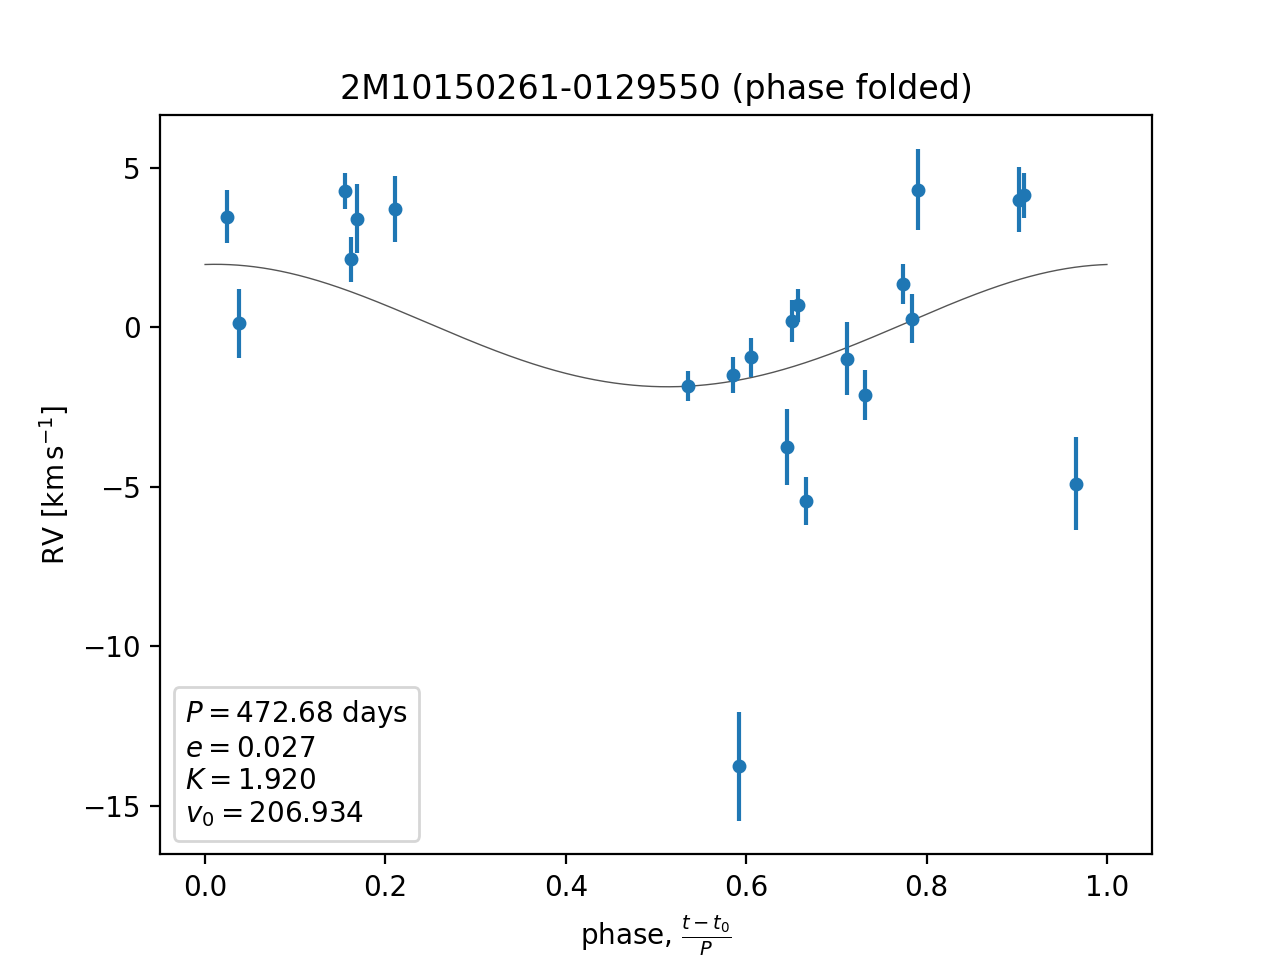 2M10150261-0129550 (phase folded)
5
0
−5
−10
−15
RV [km s⁻¹]
P = 472.68 days
e = 0.027
K = 1.920
v₀ = 206.934
0.0 0.2 0.4 0.6 0.8 1.0
phase, (t − t₀)/P